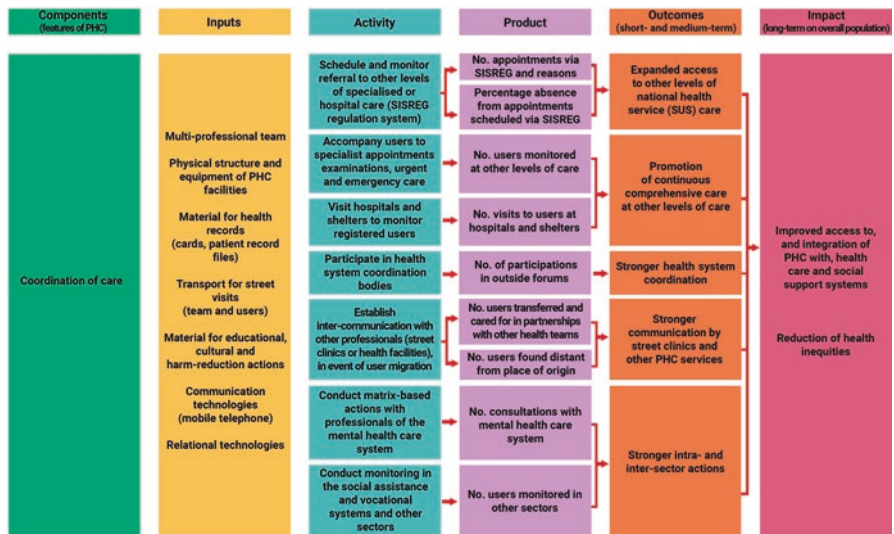 Components
(features of PHC)
Inputs
Activity
Product
Outcomes
(short- and medium-term)
Impact
(long-term on overall population)
Coordination of care
Multi-professional team
Physical structure and
equipment of PHC
facilities
Material for health
records
(cards, patient record
files)
Transport for street
visits
(team and users)
Material for educational,
cultural and
harm-reduction actions
Communication
technologies
(mobile telephone)
Relational technologies
Schedule and monitor
referral to other levels
of specialised or
hospital care (SISREG
regulation system)
Accompany users to
specialist appointments
examinations, urgent
and emergency care
Visit hospitals and
shelters to monitor
registered users
Participate in health
system coordination
bodies
Establish
inter-communication with
other professionals (street
clinics or health facilities),
in event of user migration
Conduct matrix-based
actions with
professionals of the
mental health care
system
Conduct monitoring in
the social assistance
and vocational
systems and other
sectors
No. appointments via
SISREG and reasons
Percentage absence
from appointments
scheduled via SISREG
No. users monitored
at other levels of care
No. visits to users at
hospitals and shelters
No. of participations
in outside forums
No. users transferred and
cared for in partnerships
with other health teams
No. users found distant
from place of origin
No. consultations with
mental health care
system
No. users monitored in
other sectors
Expanded access
to other levels of
national health
service (SUS) care
Promotion
of continuous
comprehensive care
at other levels of care
Stronger health system
coordination
Stronger
communication by
street clinics and
other PHC services
Stronger intra- and
inter-sector actions
Improved access to,
and integration of
PHC with, health
care and social
support systems
Reduction of health
inequities